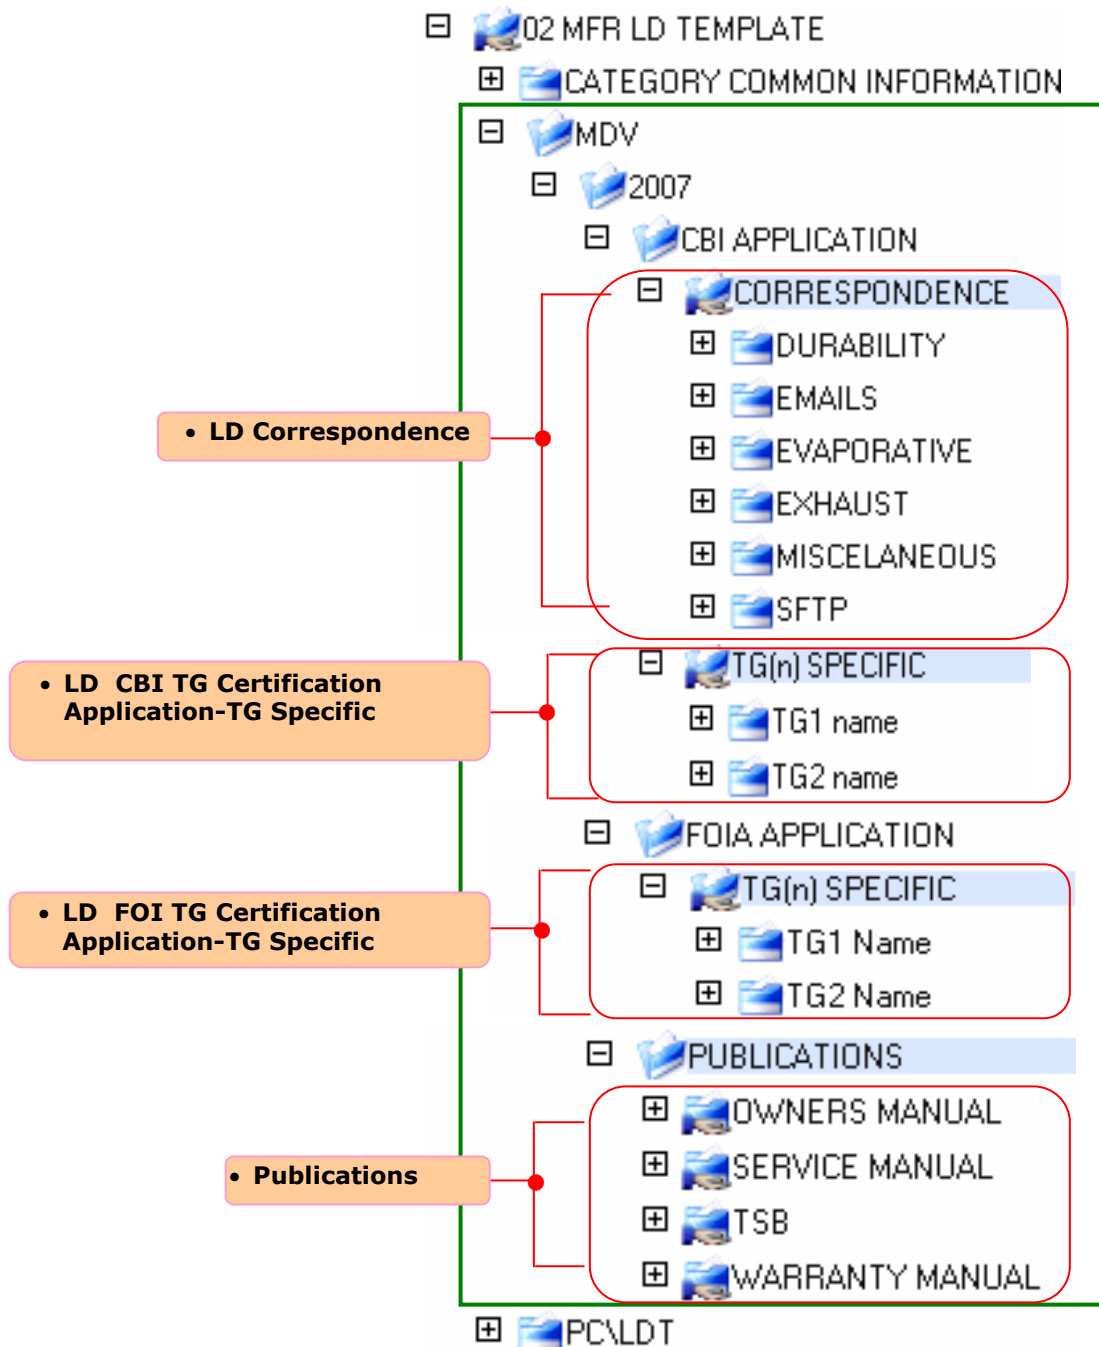 02 MFR LD TEMPLATE
CATEGORY COMMON INFORMATION
MDV
2007
CBI APPLICATION
CORRESPONDENCE
DURABILITY
EMAILS
• LD Correspondence
EVAPORATIVE
EXHAUST
MISCELANEOUS
SFTP
TG(n) SPECIFIC
• LD CBI TG Certification
Application-TG Specific
TG1 name
TG2 name
FOIA APPLICATION
TG(n) SPECIFIC
• LD FOI TG Certification
Application-TG Specific
TG1 Name
TG2 Name
PUBLICATIONS
OWNERS MANUAL
• Publications
SERVICE MANUAL
TSB
WARRANTY MANUAL
PC\LDT